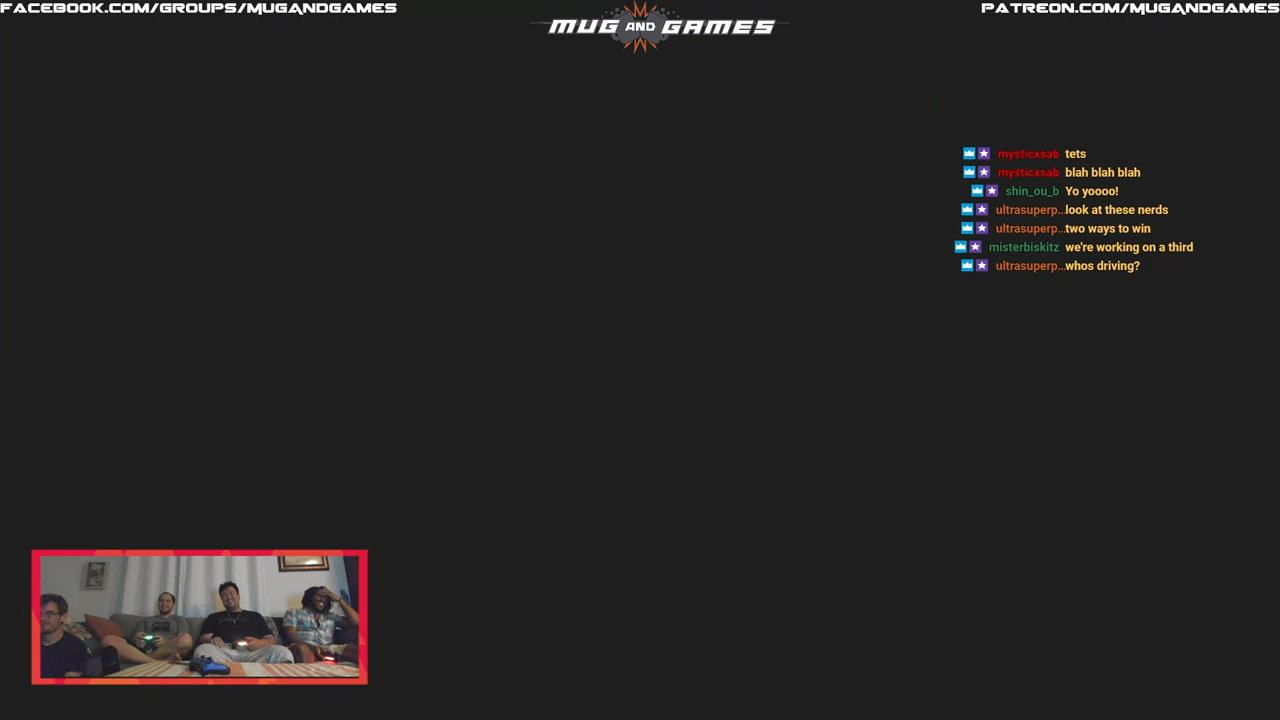 FACEBOOK.COM/GROUPS/MUGANDGAMES
MUG AND GAMES
PATREON.COM/MUGANDGAMES
mysticxsab tets
mysticxsab blah blah blah
shin_ou_b Yo yoooo!
ultrasuperp... look at these nerds
ultrasuperp... two ways to win
misterbiskitz we're working on a third
ultrasuperp... whos driving?